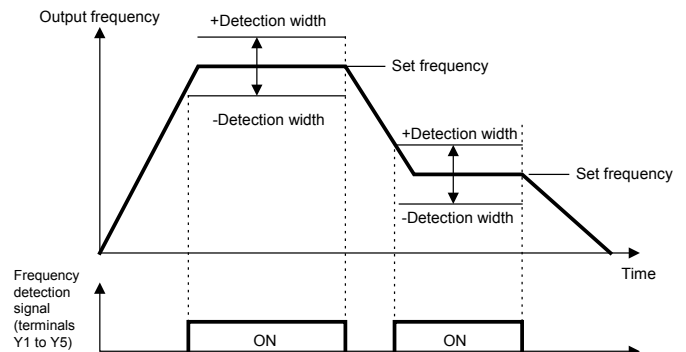 Output frequency
+Detection width
Set frequency
-Detection width
+Detection width
Set frequency
-Detection width
Time
Frequency
detection
signal
(terminals
Y1 to Y5)
ON
ON